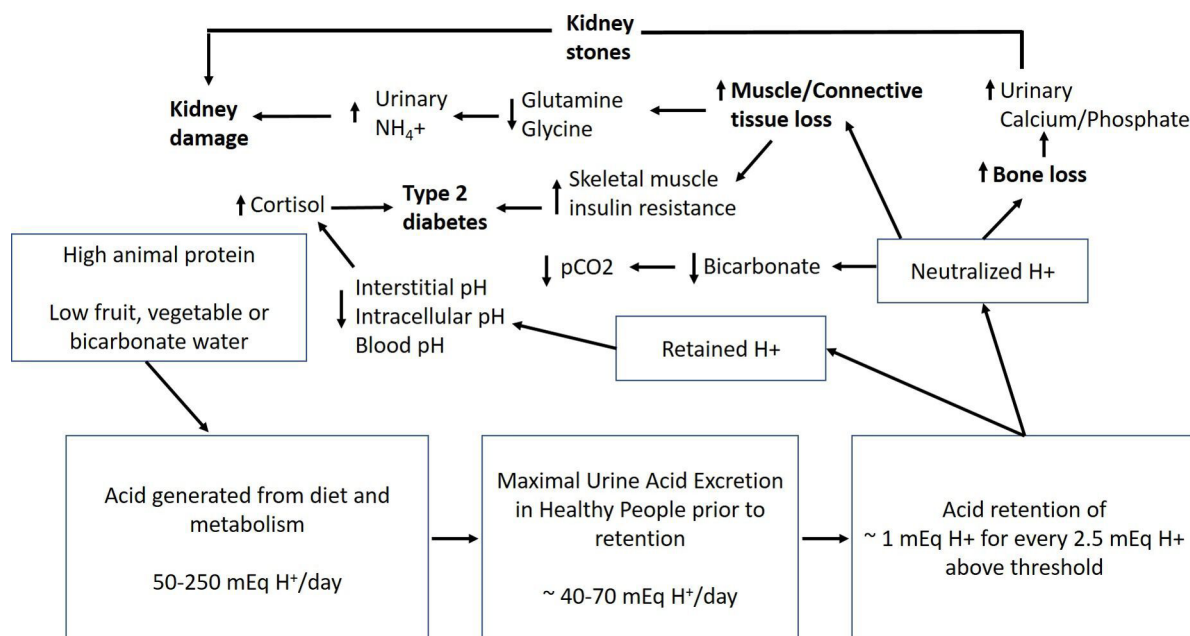 Kidney
stones
Kidney
damage
Urinary
NH₄+
Glutamine
Glycine
Muscle/Connective
tissue loss
Urinary
Calcium/Phosphate
Bone loss
Cortisol
Type 2
diabetes
Skeletal muscle
insulin resistance
High animal protein
Low fruit, vegetable or
bicarbonate water
pCO2
Bicarbonate
Neutralized H+
Interstitial pH
Intracellular pH
Blood pH
Retained H+
Acid generated from diet and
metabolism
50-250 mEq H⁺/day
Maximal Urine Acid Excretion
in Healthy People prior to
retention
~ 40-70 mEq H⁺/day
Acid retention of
~ 1 mEq H+ for every 2.5 mEq H+
above threshold